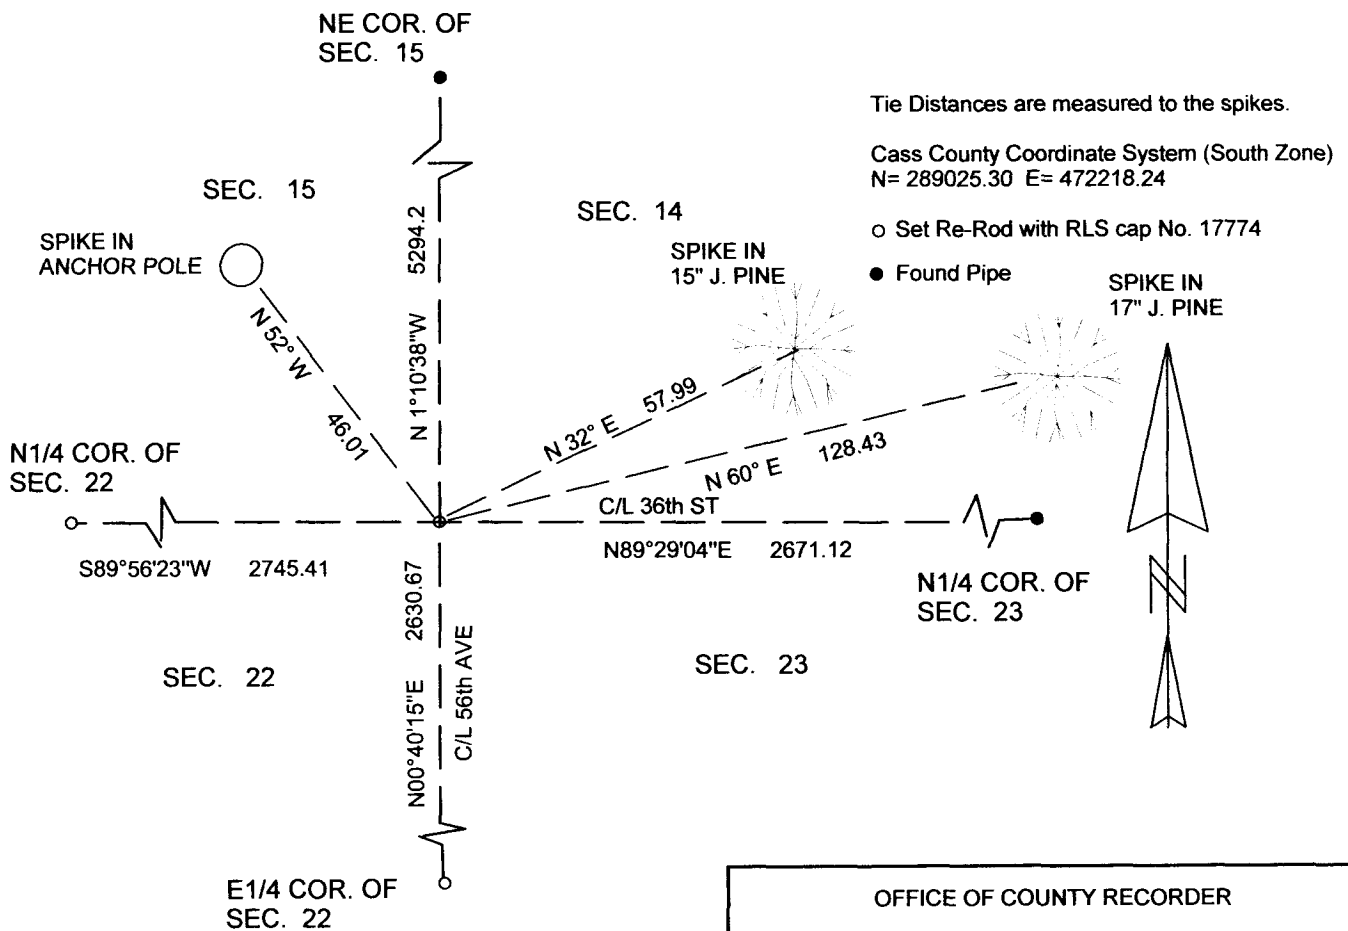 NE COR. OF
SEC. 15
Tie Distances are measured to the spikes.
Cass County Coordinate System (South Zone)
N= 289025.30 E= 472218.24
○ Set Re-Rod with RLS cap No. 17774
● Found Pipe
SEC. 15
SEC. 14
SPIKE IN
ANCHOR POLE
SPIKE IN
15" J. PINE
SPIKE IN
17" J. PINE
N 52° W 46.01
N 1°10'38"W 5294.2
N 32° E 57.99
N 60° E 128.43
N1/4 COR. OF
SEC. 22
C/L 36th ST
S89°56'23"W 2745.41
N89°29'04"E 2671.12
N1/4 COR. OF
SEC. 23
N
N00°40'15"E 2630.67
C/L 56th AVE
SEC. 22
SEC. 23
E1/4 COR. OF
SEC. 22
OFFICE OF COUNTY RECORDER